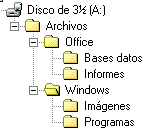 Disco de 3½ (A:)
Archivos
Office
Bases datos
Informes
Windows
Imágenes
Programas